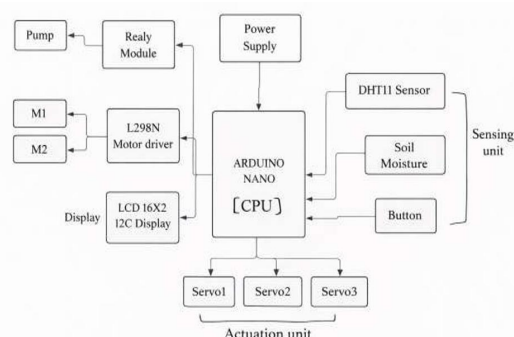 Pump
Realy
Module
Power
Supply
DHT11 Sensor
M1
M2
L298N
Motor driver
ARDUINO
NANO
[CPU]
Soil
Moisture
Sensing
unit
Display
LCD 16X2
I2C Display
Button
Servo1
Servo2
Servo3
Actuation unit